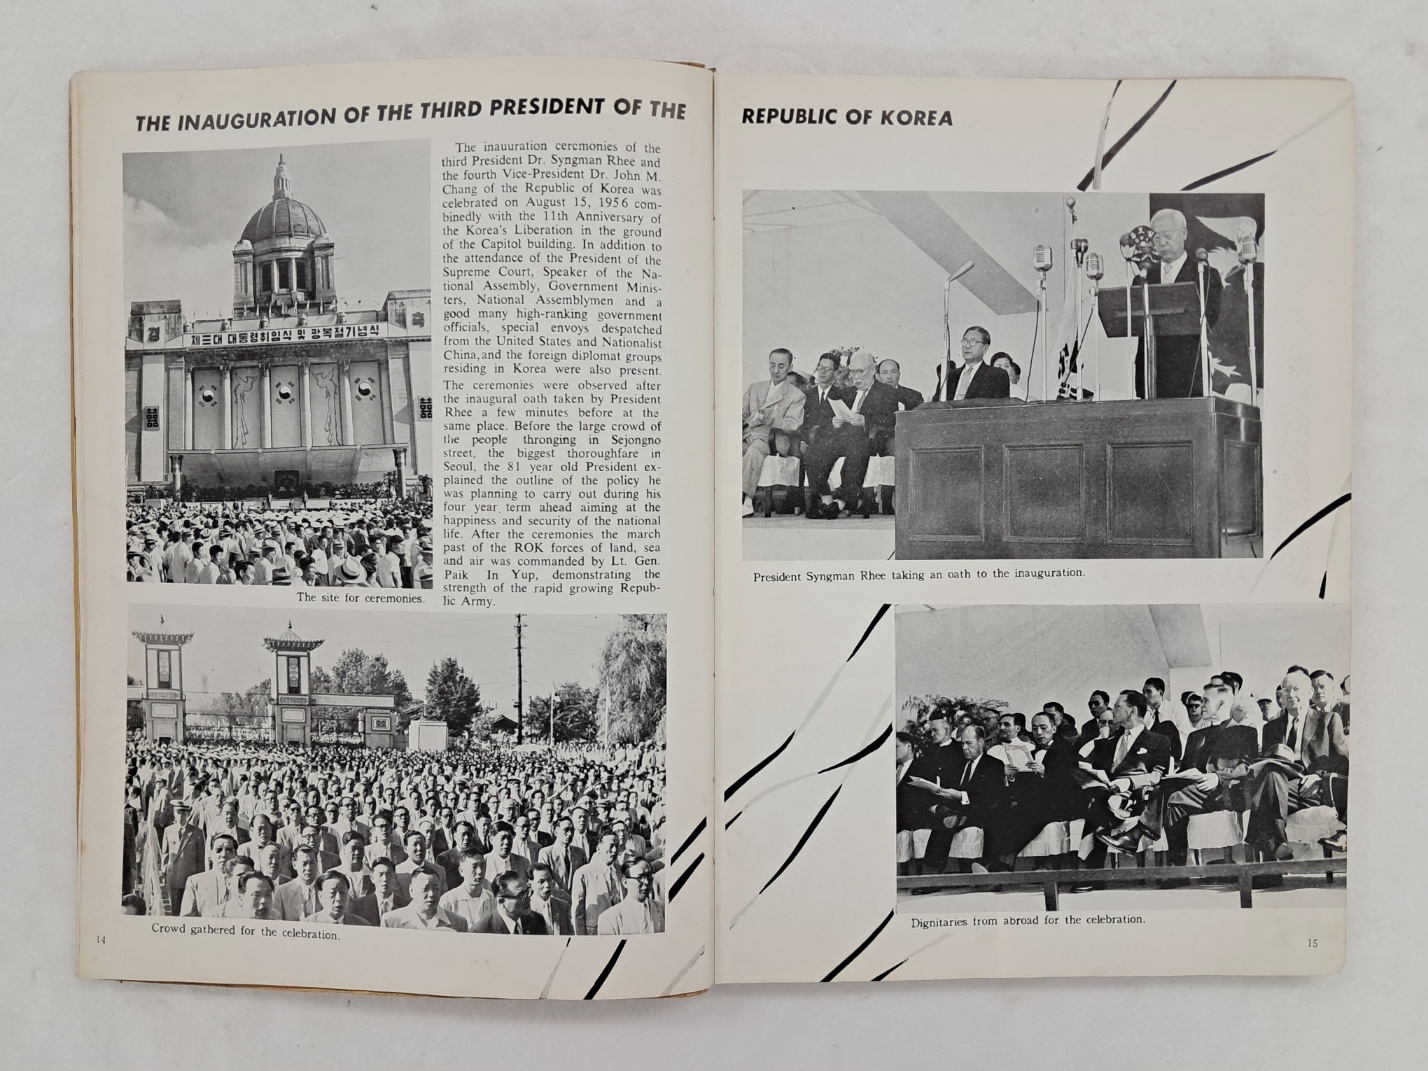 THE INAUGURATION OF THE THIRD PRESIDENT OF THE REPUBLIC OF KOREA
경 축
제三대 대통령취임식 및 광복절기념식
The inauuration ceremonies of the
third President Dr. Syngman Rhee and
the fourth Vice-President Dr. John M.
Chang of the Republic of Korea was
celebrated on August 15, 1956 com-
binedly with the 11th Anniversary of
the Korea's Liberation in the ground
of the Capitol building. In addition to
the attendance of the President of the
Supreme Court, Speaker of the Na-
tional Assembly, Government Minis-
ters, National Assemblymen and a
good many high-ranking government
officials, special envoys despatched
from the United States and Nationalist
China, and the foreign diPlomat groups
residing in Korea were also present.
The ceremonies were observed after
the inaugural oath taken by President
Rhee a few minutes before at the
same place. Before the large crowd of
the people thronging in Sejongno
street, the biggest thoroughfare in
Seoul, the 81 year old President ex-
plained the outline of the policy he
was planning to carry out during his
four year term ahead aiming at the
happiness and security of the national
life. After the ceremonies the march
past of the ROK forces of land, sea
and air was commanded by Lt. Gen.
Paik In Yup, demonstrating the
strength of the rapid growing Repub-
lic Army.
The site for ceremonies.
Crowd gathered for the celebration.
14
President Syngman Rhee taking an oath to the inauguration.
Dignitaries from abroad for the celebration.
15